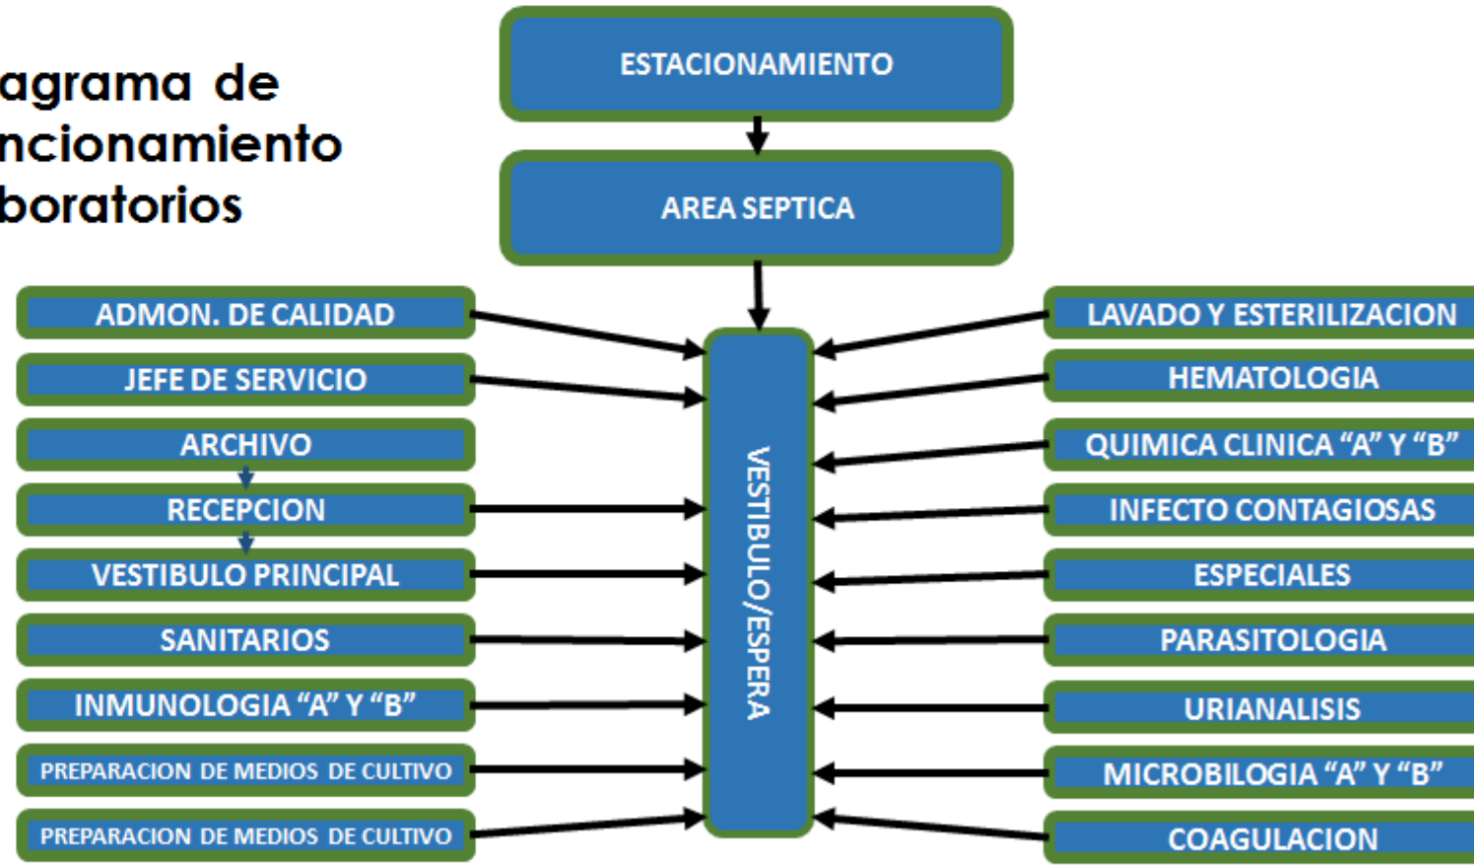 agrama de
ncionamiento
boratorios
ESTACIONAMIENTO
AREA SEPTICA
ADMON. DE CALIDAD
JEFE DE SERVICIO
ARCHIVO
RECEPCION
VESTIBULO PRINCIPAL
SANITARIOS
INMUNOLOGIA “A” Y “B”
PREPARACION DE MEDIOS DE CULTIVO
PREPARACION DE MEDIOS DE CULTIVO
VESTIBULO/ESPERA
LAVADO Y ESTERILIZACION
HEMATOLOGIA
QUIMICA CLINICA “A” Y “B”
INFECTO CONTAGIOSAS
ESPECIALES
PARASITOLOGIA
URIANALISIS
MICROBILOGIA “A” Y “B”
COAGULACION